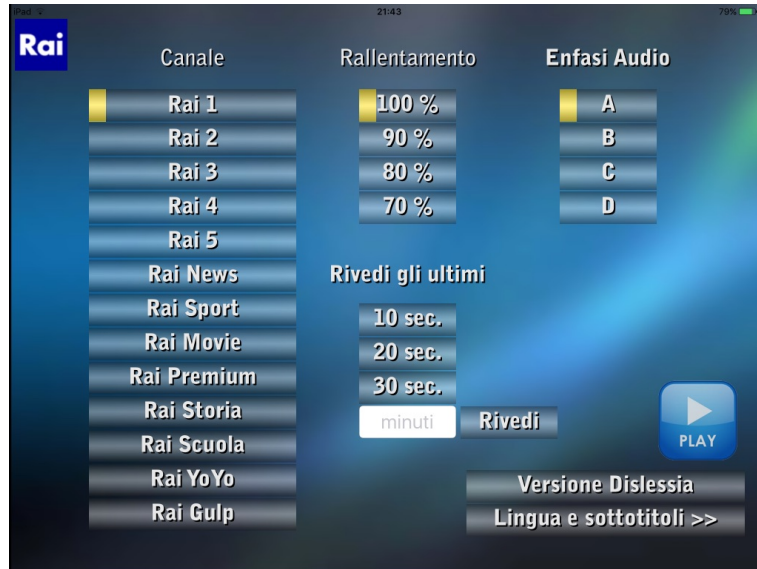 iPad
21:43
79%
Rai
Canale
Rallentamento
Enfasi Audio
Rai 1
Rai 2
Rai 3
Rai 4
Rai 5
Rai News
Rai Sport
Rai Movie
Rai Premium
Rai Storia
Rai Scuola
Rai YoYo
Rai Gulp
100 %
90 %
80 %
70 %
A
B
C
D
Rivedi gli ultimi
10 sec.
20 sec.
30 sec.
minuti
Rivedi
PLAY
Versione Dislessia
Lingua e sottotitoli >>